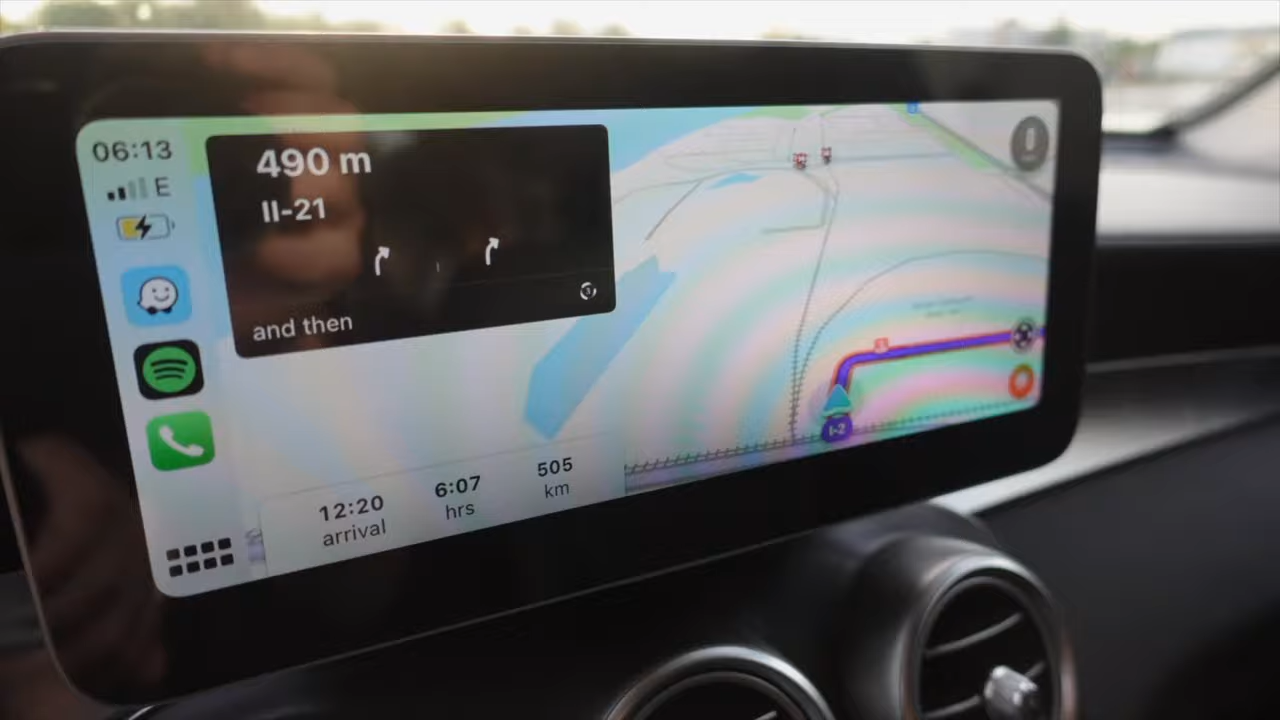 06:13
E
490 m
II-21
and then
12:20
arrival
6:07
hrs
505
km
I-2